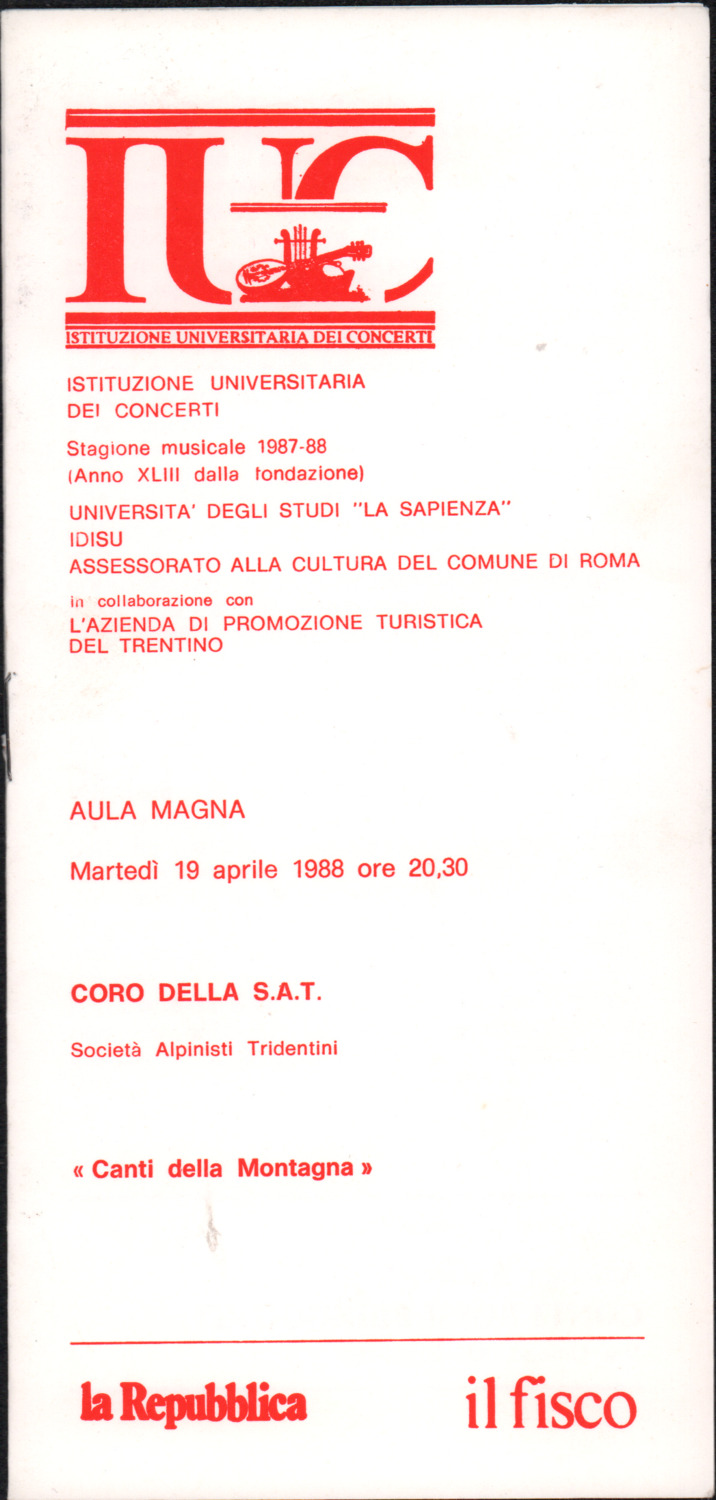 IUC
ISTITUZIONE UNIVERSITARIA DEI CONCERTI
ISTITUZIONE UNIVERSITARIA
DEI CONCERTI
Stagione musicale 1987-88
(Anno XLIII dalla fondazione)
UNIVERSITA' DEGLI STUDI "LA SAPIENZA"
IDISU
ASSESSORATO ALLA CULTURA DEL COMUNE DI ROMA
in collaborazione con
L'AZIENDA DI PROMOZIONE TURISTICA
DEL TRENTINO
AULA MAGNA
Martedì 19 aprile 1988 ore 20,30
CORO DELLA S.A.T.
Società Alpinisti Tridentini
« Canti della Montagna »
la Repubblica
il fisco